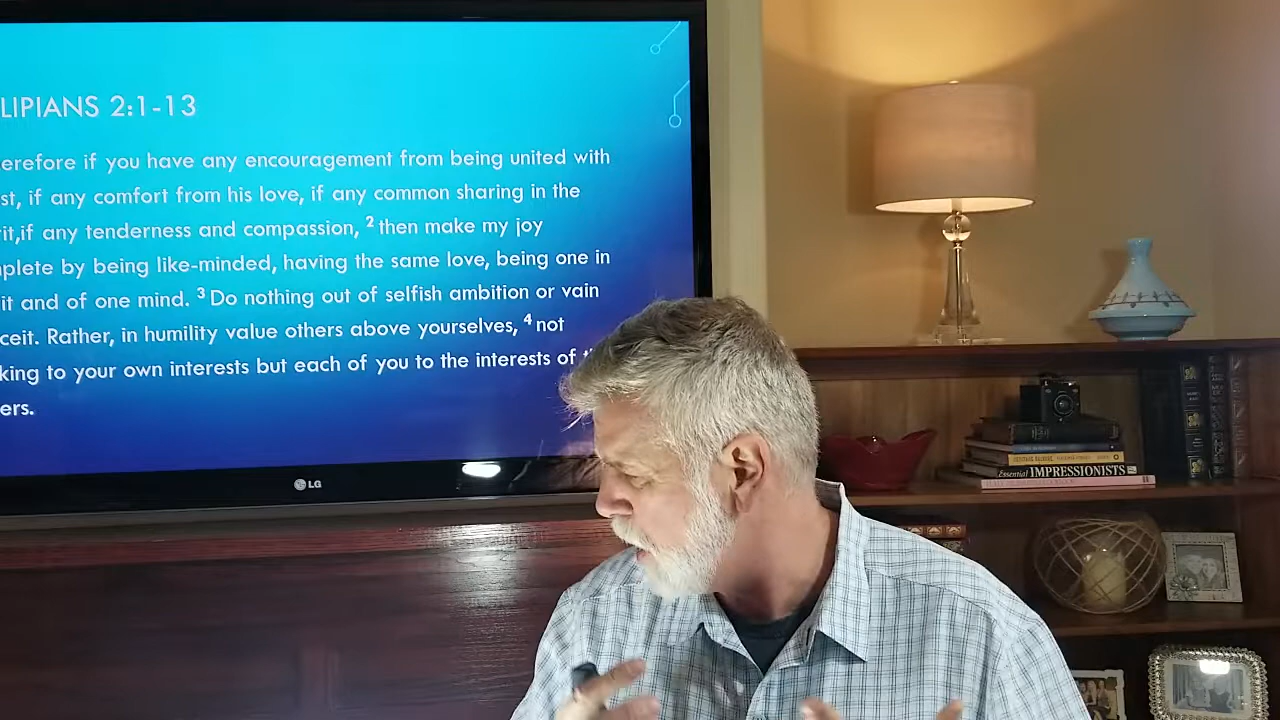 LIPIANS 2:1-13
erefore if you have any encouragement from being united with
st, if any comfort from his love, if any common sharing in the
it,if any tenderness and compassion, 2 then make my joy
plete by being like-minded, having the same love, being one in
it and of one mind. 3 Do nothing out of selfish ambition or vain
ceit. Rather, in humility value others above yourselves, 4 not
king to your own interests but each of you to the interests of
ers.
LG
Essential IMPRESSIONISTS